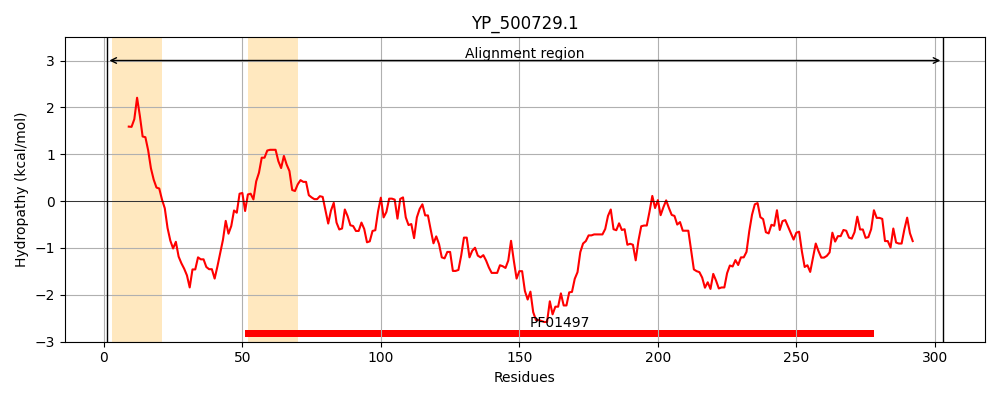 YP_500729.1
Alignment region
3
2
1
0
−1
−2
−3
Hydropathy (kcal/mol)
PF01497
0
50
100
150
200
250
300
Residues